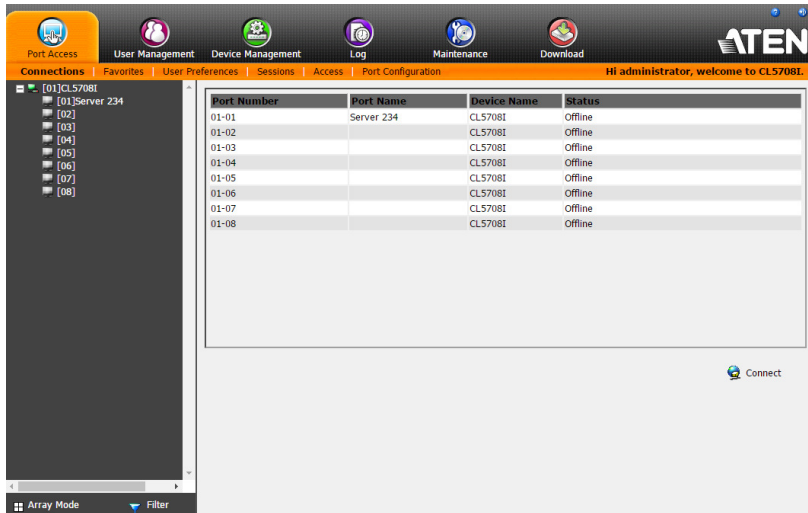 ATEN
Port Access User Management Device Management Log Maintenance Download
Connections | Favorites | User Preferences | Sessions | Access | Port Configuration
Hi administrator, welcome to CL5708I.
[01]CL5708I
[01]Server 234
[02]
[03]
[04]
[05]
[06]
[07]
[08]
Port Number Port Name Device Name Status
01-01 Server 234 CL5708I Offline
01-02 CL5708I Offline
01-03 CL5708I Offline
01-04 CL5708I Offline
01-05 CL5708I Offline
01-06 CL5708I Offline
01-07 CL5708I Offline
01-08 CL5708I Offline
Connect
Array Mode Filter